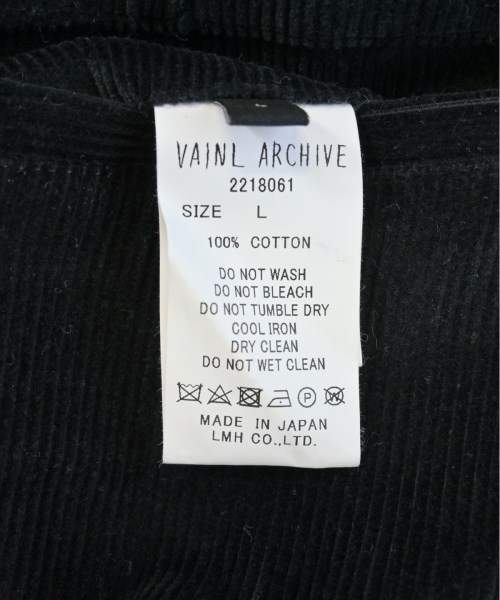 VAINL ARCHIVE
2218061
SIZE L
100% COTTON
DO NOT WASH
DO NOT BLEACH
DO NOT TUMBLE DRY
COOL IRON
DRY CLEAN
DO NOT WET CLEAN
P W
MADE IN JAPAN
LMH CO.,LTD.